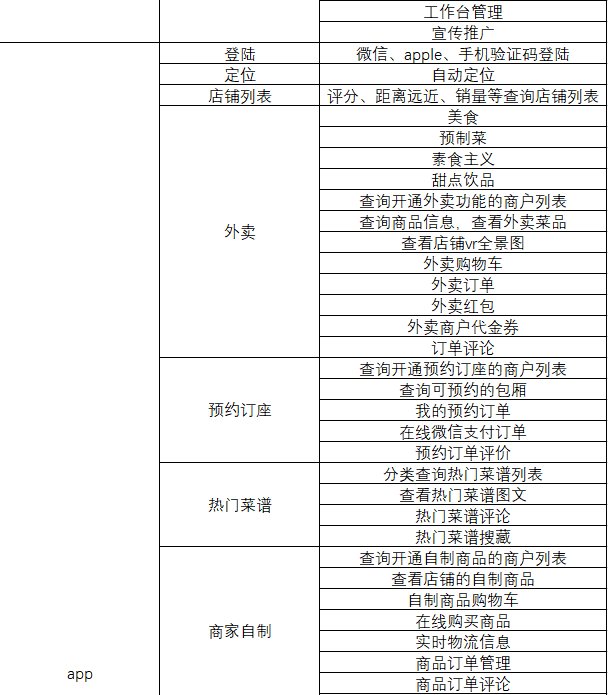 工作台管理
宣传推广
登陆
微信、apple、手机验证码登陆
定位
自动定位
店铺列表
评分、距离远近、销量等查询店铺列表
外卖
美食
预制菜
素食主义
甜点饮品
查询开通外卖功能的商户列表
查询商品信息，查看外卖菜品
查看店铺vr全景图
外卖购物车
外卖订单
外卖红包
外卖商户代金券
订单评论
预约订座
查询开通预约订座的商户列表
查询可预约的包厢
我的预约订单
在线微信支付订单
预约订单评价
热门菜谱
分类查询热门菜谱列表
查看热门菜谱图文
热门菜谱评论
热门菜谱搜藏
商家自制
查询开通自制商品的商户列表
查看店铺的自制商品
自制商品购物车
在线购买商品
实时物流信息
商品订单管理
商品订单评论
app